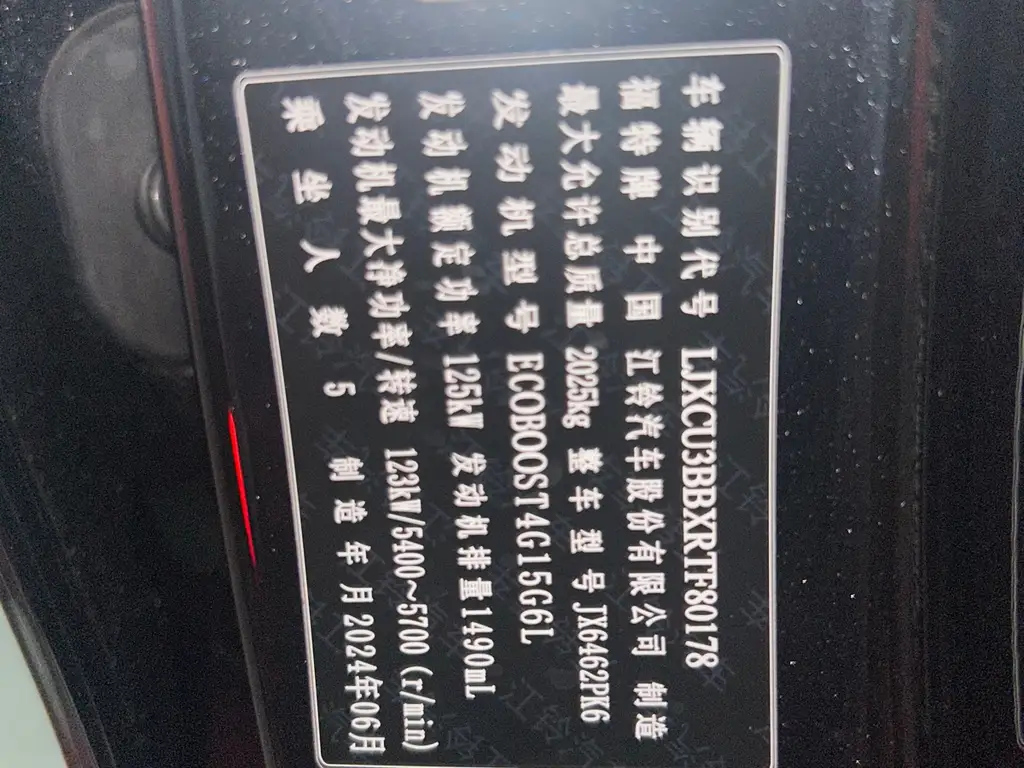 车辆识别代号 LJXCU3BBXRTF80178
福特牌 中国 江铃汽车股份有限公司 制造
最大允许总质量 2025kg 整车型号 JX6462PK6
发动机型号 ECOBOOST4G15G6L
发动机额定功率 125kW 发动机排量1490mL
发动机最大净功率/转速 123kW/5400~5700(r/min)
乘坐人数 5 制造年月2024年06月